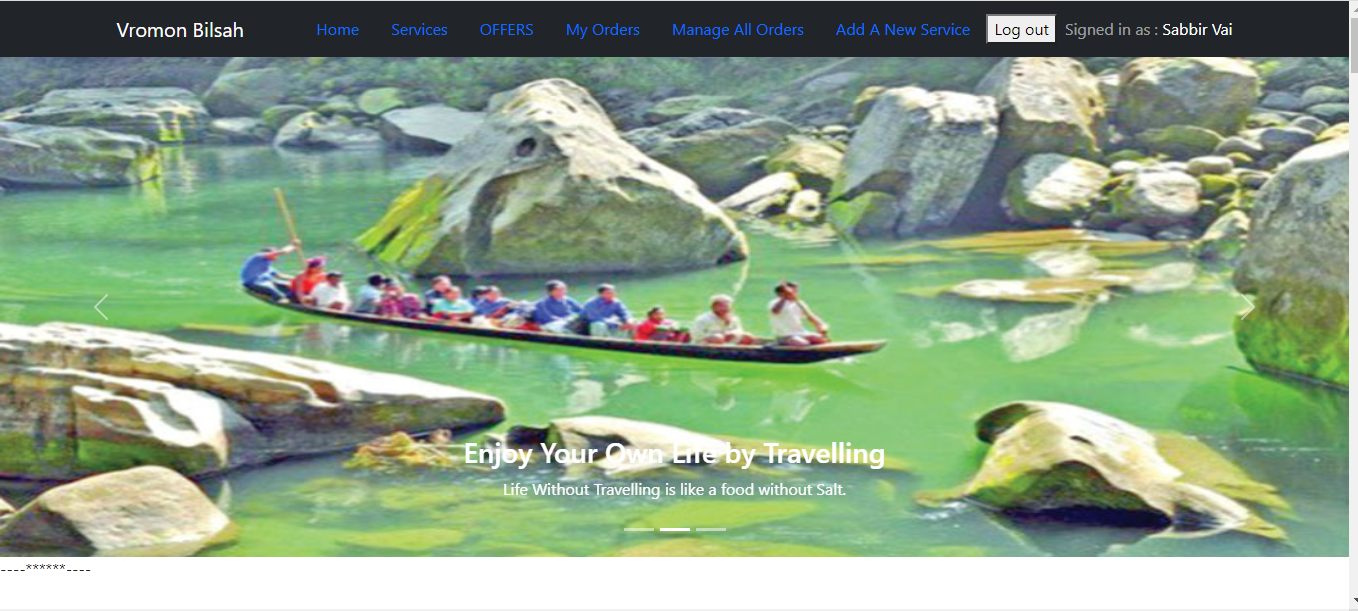 Vromon Bilsah Home Services OFFERS My Orders Manage All Orders Add A New Service Log out Signed in as : Sabbir Vai
Enjoy Your Own Life by Travelling
Life Without Travelling is like a food without Salt.
----******----